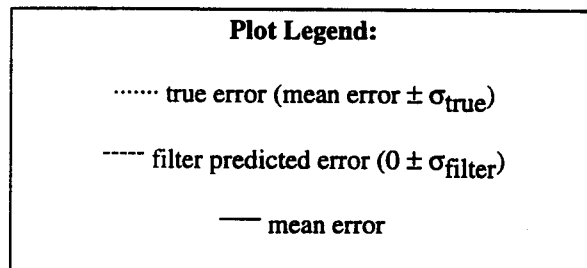 Plot Legend:
........ true error (mean error ± σtrue)
----- filter predicted error (0 ± σfilter)
—— mean error